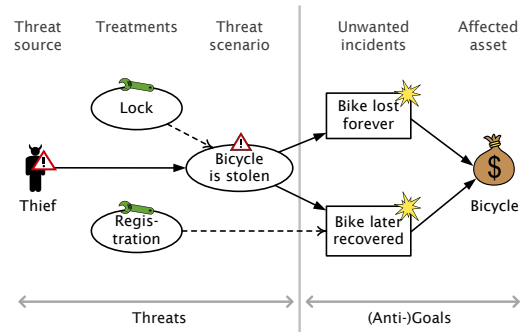 Threat
source
Treatments
Threat
scenario
Unwanted
incidents
Affected
asset
Lock
Bike lost
forever
!
!
Bicycle
is stolen
$
Thief
Bicycle
Regis-
tration
Bike later
recovered
Threats
(Anti-)Goals